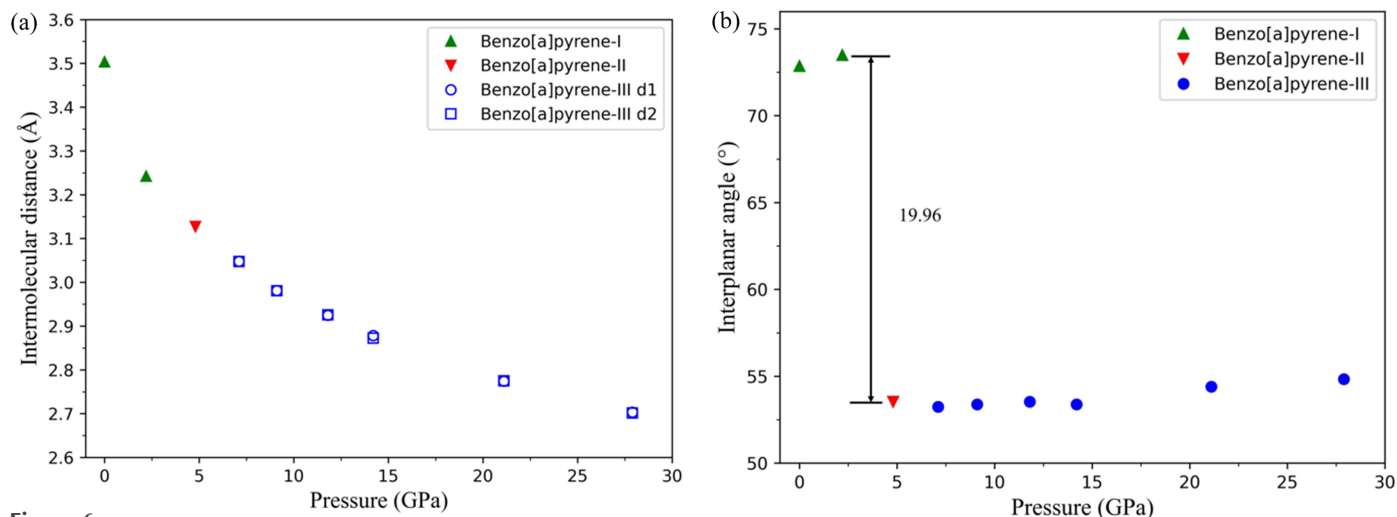 (a)
3.6
3.5
3.4
3.3
3.2
3.1
3.0
2.9
2.8
2.7
2.6
Intermolecular distance (Å)
Benzo[a]pyrene-I
Benzo[a]pyrene-II
Benzo[a]pyrene-III d1
Benzo[a]pyrene-III d2
0 5 10 15 20 25 30
Pressure (GPa)
(b)
75
70
65
60
55
50
Interplanar angle (°)
Benzo[a]pyrene-I
Benzo[a]pyrene-II
Benzo[a]pyrene-III
19.96
0 5 10 15 20 25 30
Pressure (GPa)